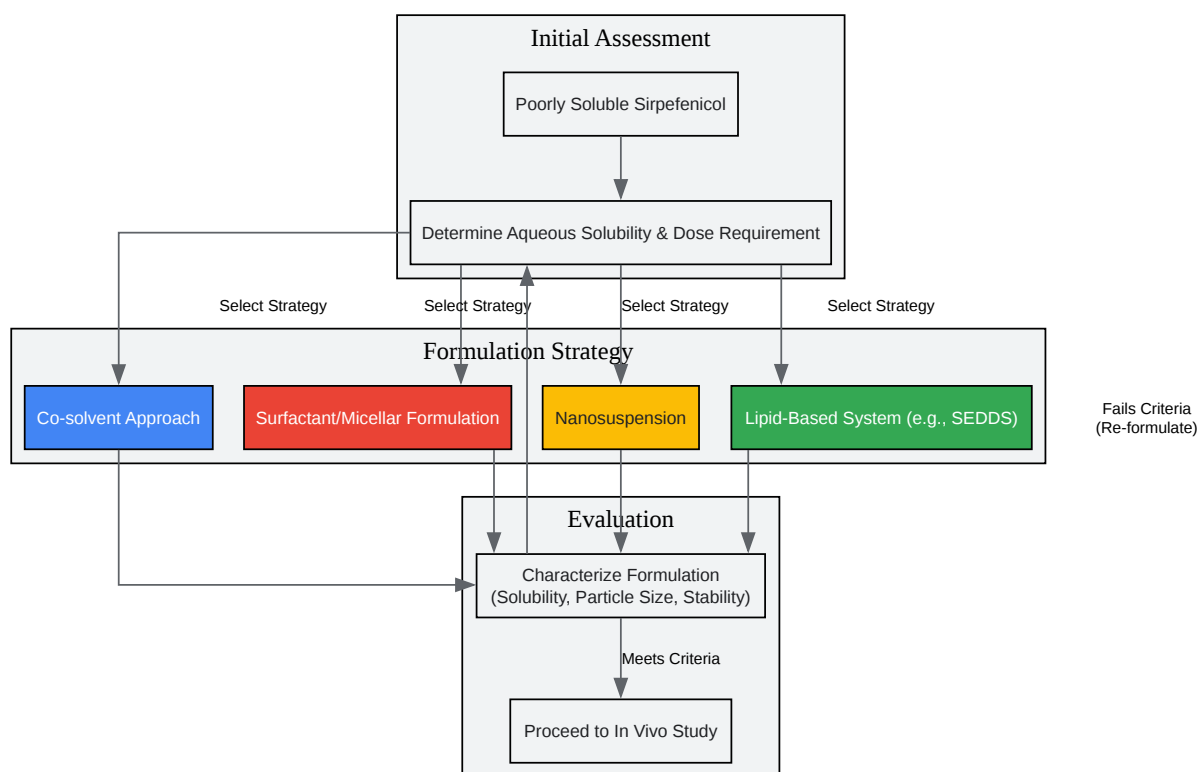 Initial Assessment
Poorly Soluble Sirpefenicol
Determine Aqueous Solubility & Dose Requirement
Select Strategy
Select Strategy
Select Strategy
Select Strategy
Formulation Strategy
Co-solvent Approach
Surfactant/Micellar Formulation
Nanosuspension
Lipid-Based System (e.g., SEDDS)
Fails Criteria
(Re-formulate)
Evaluation
Characterize Formulation
(Solubility, Particle Size, Stability)
Meets Criteria
Proceed to In Vivo Study